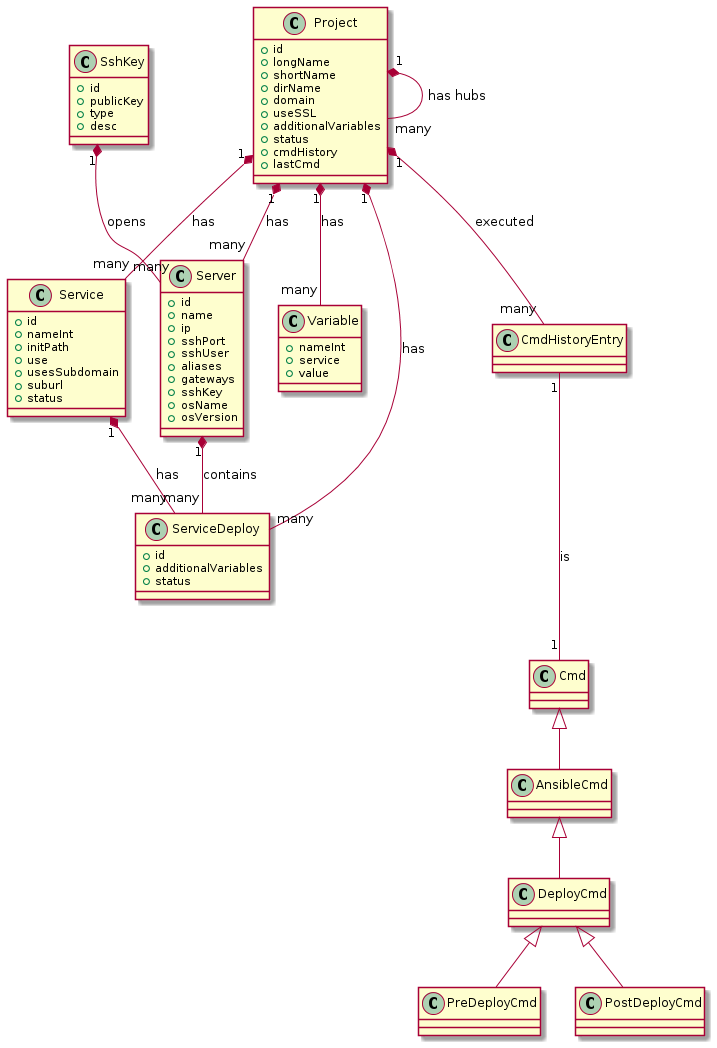 C Project
id
longName
shortName
dirName
domain
useSSL
additionalVariables
status
cmdHistory
lastCmd
C SshKey
id
publicKey
type
desc
1
has hubs
many
1
1
1
1
1
1
1
opens
has
has
has
executed
many
many
many
many
many
has
C Service
id
nameInt
initPath
use
usesSubdomain
suburl
status
C Server
id
name
ip
sshPort
sshUser
aliases
gateways
sshKey
osName
osVersion
C Variable
nameInt
service
value
C CmdHistoryEntry
1
1
1
has
contains
many
many
many
C ServiceDeploy
id
additionalVariables
status
is
1
C Cmd
C AnsibleCmd
C DeployCmd
C PreDeployCmd
C PostDeployCmd